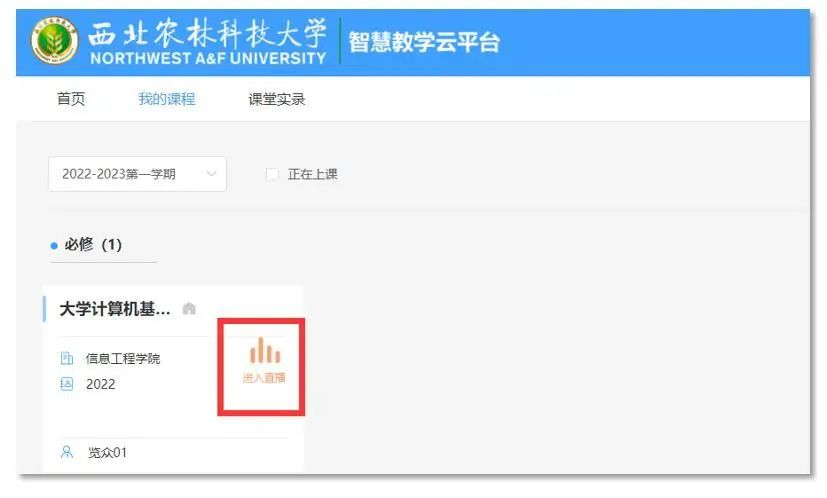 西北农林科技大学
NORTHWEST A&F UNIVERSITY
智慧教学云平台
首页 我的课程 课堂实录
2022-2023第一学期 正在上课
必修（1）
大学计算机基...
信息工程学院
2022
进入直播
览众01